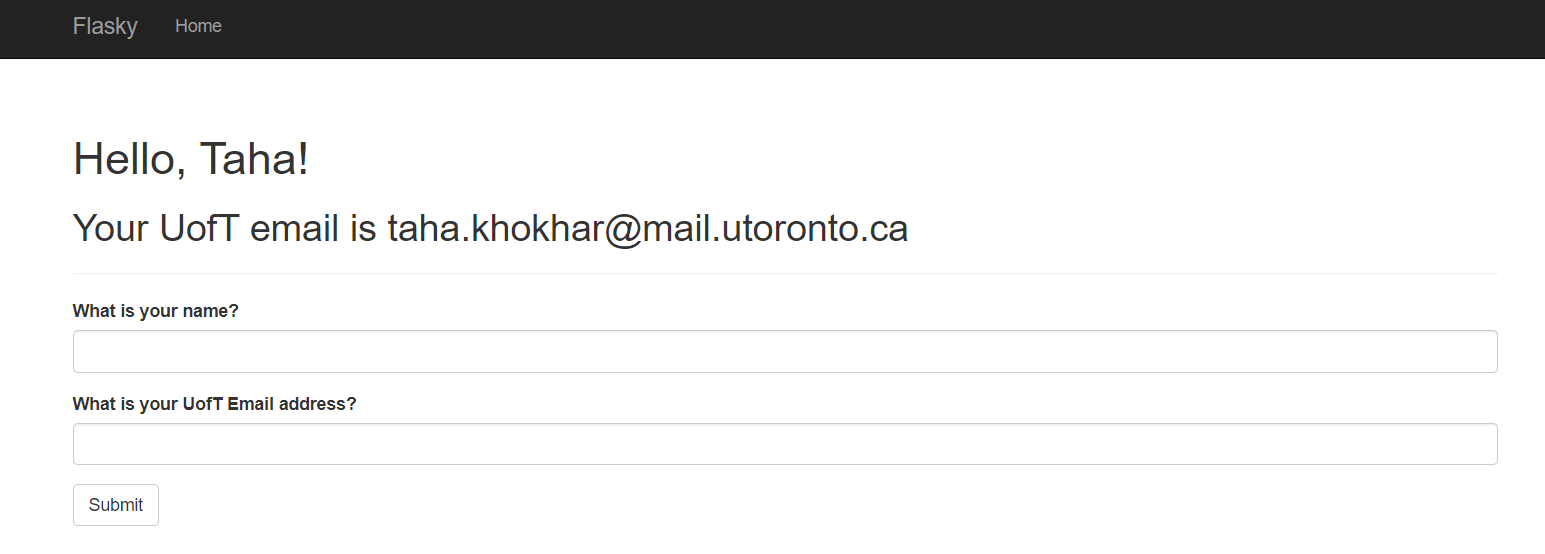 Flasky Home
Hello, Taha!
Your UofT email is taha.khokhar@mail.utoronto.ca
What is your name?
What is your UofT Email address?
Submit